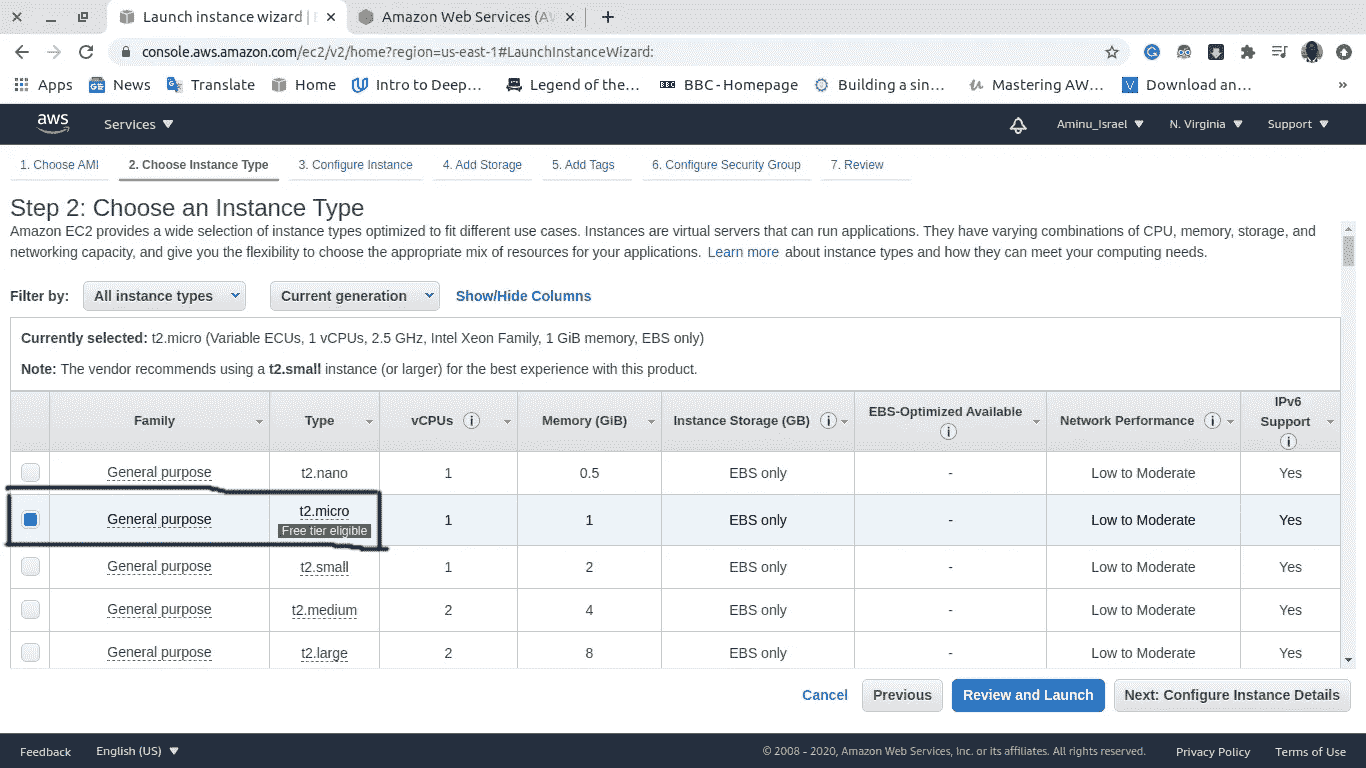 Launch instance wizard |
Amazon Web Services (A
console.aws.amazon.com/ec2/v2/home?region=us-east-1#LaunchInstanceWizard:
Apps News Translate Home Intro to Deep... Legend of the... BBC BBC-Homepage Building a sin... Mastering AW... Download an... »
aws Services Aminu_Israel N. Virginia Support
1. Choose AMI 2. Choose Instance Type 3. Configure Instance 4. Add Storage 5. Add Tags 6. Configure Security Group 7. Review
Step 2: Choose an Instance Type
Amazon EC2 provides a wide selection of instance types optimized to fit different use cases. Instances are virtual servers that can run applications. They have varying combinations of CPU, memory, storage, and
networking capacity, and give you the flexibility to choose the appropriate mix of resources for your applications. Learn more about instance types and how they can meet your computing needs.
Filter by: All instance types Current generation Show/Hide Columns
Currently selected: t2.micro (Variable ECUs, 1 vCPUs, 2.5 GHz, Intel Xeon Family, 1 GiB memory, EBS only)
Note: The vendor recommends using a t2.small instance (or larger) for the best experience with this product.
Family Type vCPUs Memory (GiB) Instance Storage (GB) EBS-Optimized Available Network Performance IPv6 Support
General purpose t2.nano 1 0.5 EBS only - Low to Moderate Yes
General purpose t2.micro 1 1 EBS only - Low to Moderate Yes
Free tier eligible
General purpose t2.small 1 2 EBS only - Low to Moderate Yes
General purpose t2.medium 2 4 EBS only - Low to Moderate Yes
General purpose t2.large 2 8 EBS only - Low to Moderate Yes
Cancel Previous Review and Launch Next: Configure Instance Details
Feedback English (US) © 2008 - 2020, Amazon Web Services, Inc. or its affiliates. All rights reserved. Privacy Policy Terms of Use